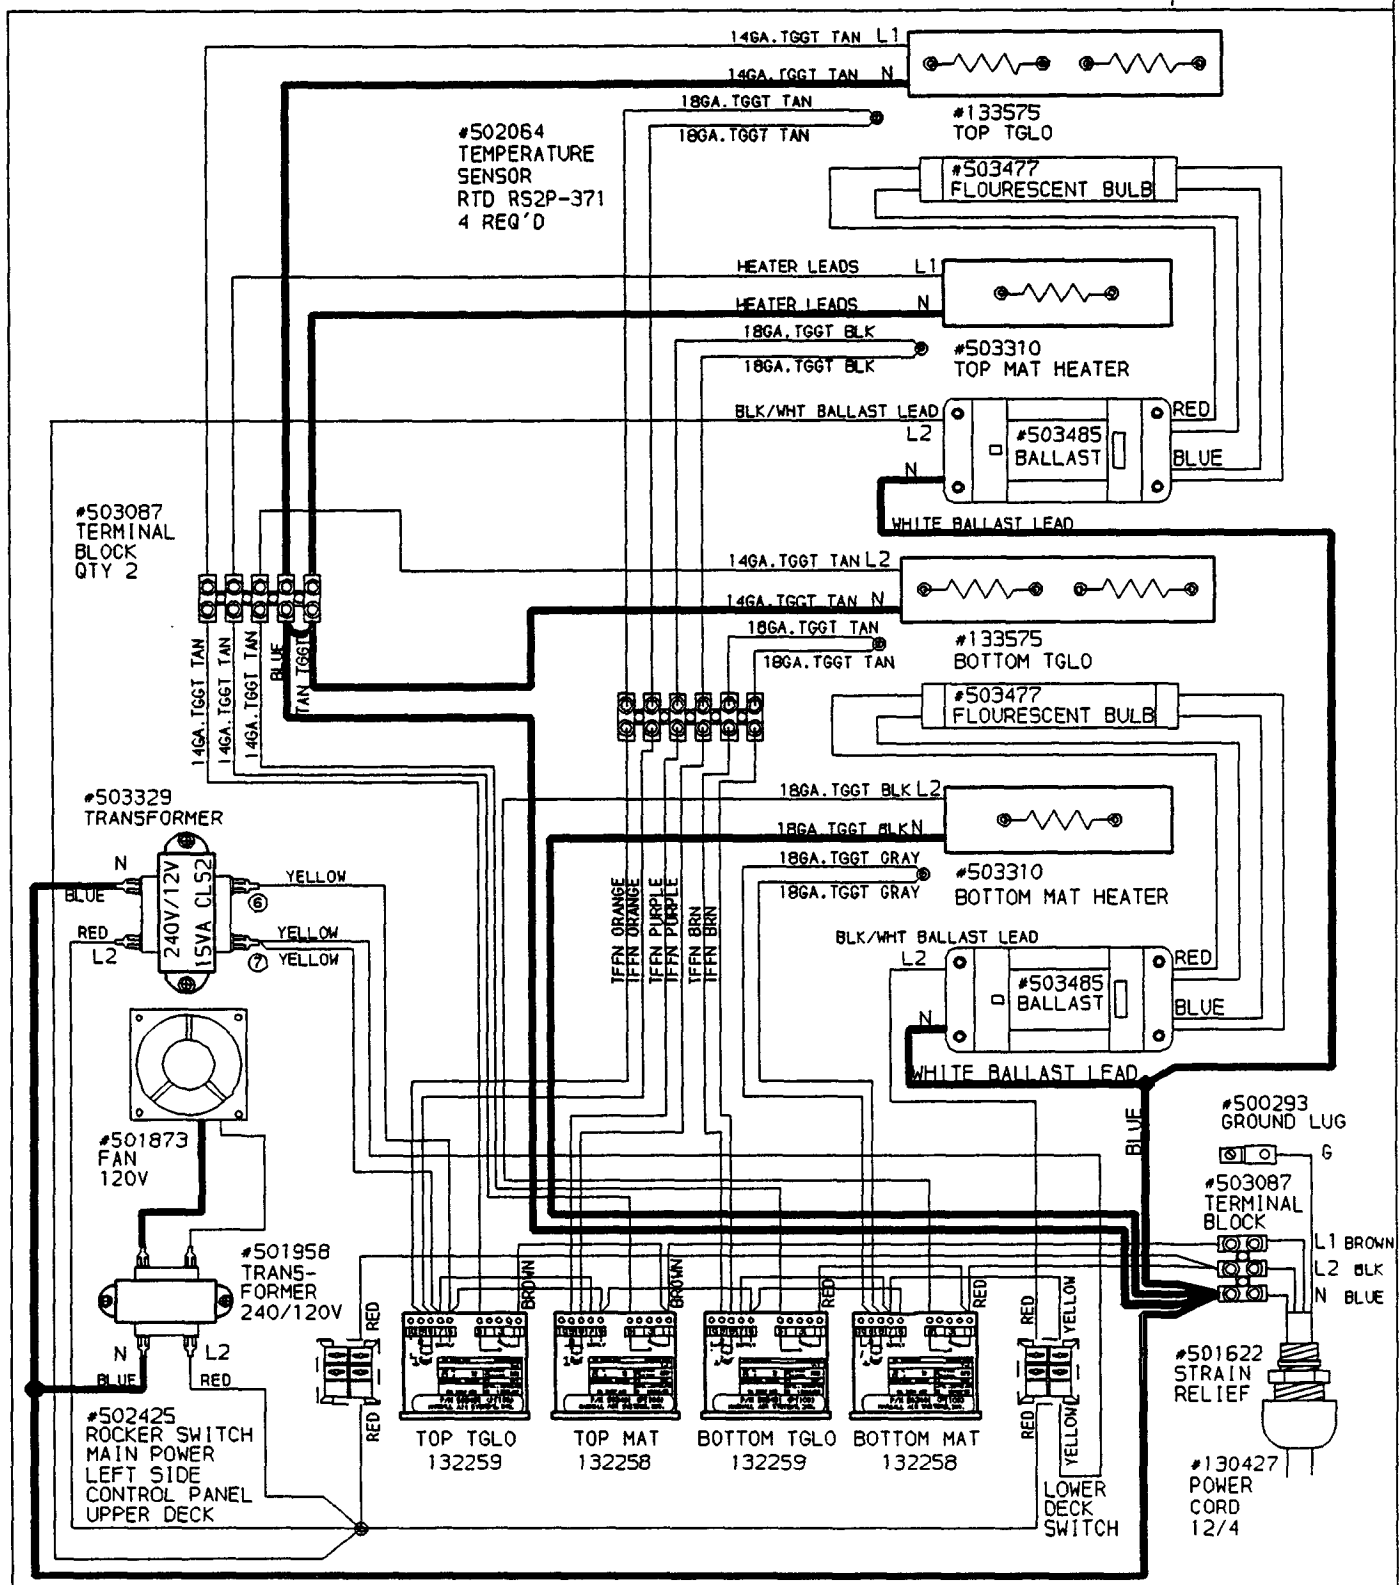 14GA.TGGT TAN L1
14GA.TGGT TAN N
18GA.TGGT TAN
18GA.TGGT TAN
#133575
TOP TGLO
#502064
TEMPERATURE
SENSOR
RTD RS2P-371
4 REQ'D
#503477
FLOURESCENT BULB
HEATER LEADS L1
HEATER LEADS N
18GA.TGGT BLK
18GA.TGGT BLK
#503310
TOP MAT HEATER
BLK/WHT BALLAST LEAD
L2
N
#503485
BALLAST
RED
BLUE
WHITE BALLAST LEAD
#503087
TERMINAL
BLOCK
QTY 2
14GA.TGGT TAN L2
14GA.TGGT TAN N
18GA.TGGT TAN
18GA.TGGT TAN
#133575
BOTTOM TGLO
14GA.TGGT TAN
14GA.TGGT TAN
14GA.TGGT TAN
BLUE
TAN TGGT
#503477
FLOURESCENT BULB
18GA.TGGT BLK L2
18GA.TGGT BLK N
18GA.TGGT GRAY
18GA.TGGT GRAY
#503310
BOTTOM MAT HEATER
#503329
TRANSFORMER
N
BLUE
RED
L2
240V/12V
15VA CLS2
YELLOW
6
YELLOW
YELLOW
7
TFFN ORANGE
TFFN ORANGE
TFFN PURPLE
TFFN PURPLE
TFFN BRN
TFFN BRN
BLK/WHT BALLAST LEAD
L2
N
#503485
BALLAST
RED
BLUE
WHITE BALLAST LEAD
BLUE
#501873
FAN
120V
#500293
GROUND LUG
G
#503087
TERMINAL
BLOCK
L1 BROWN
L2 BLK
N BLUE
#501958
TRANS-
FORMER
240/120V
N
L2
BLUE
RED
RED
RED
BROWN
BROWN
RED
RED
RED
YELLOW
RED
YELLOW
TOP TGLO
132259
TOP MAT
132258
BOTTOM TGLO
132259
BOTTOM MAT
132258
#502425
ROCKER SWITCH
MAIN POWER
LEFT SIDE
CONTROL PANEL
UPPER DECK
LOWER
DECK
SWITCH
#501622
STRAIN
RELIEF
#130427
POWER
CORD
12/4